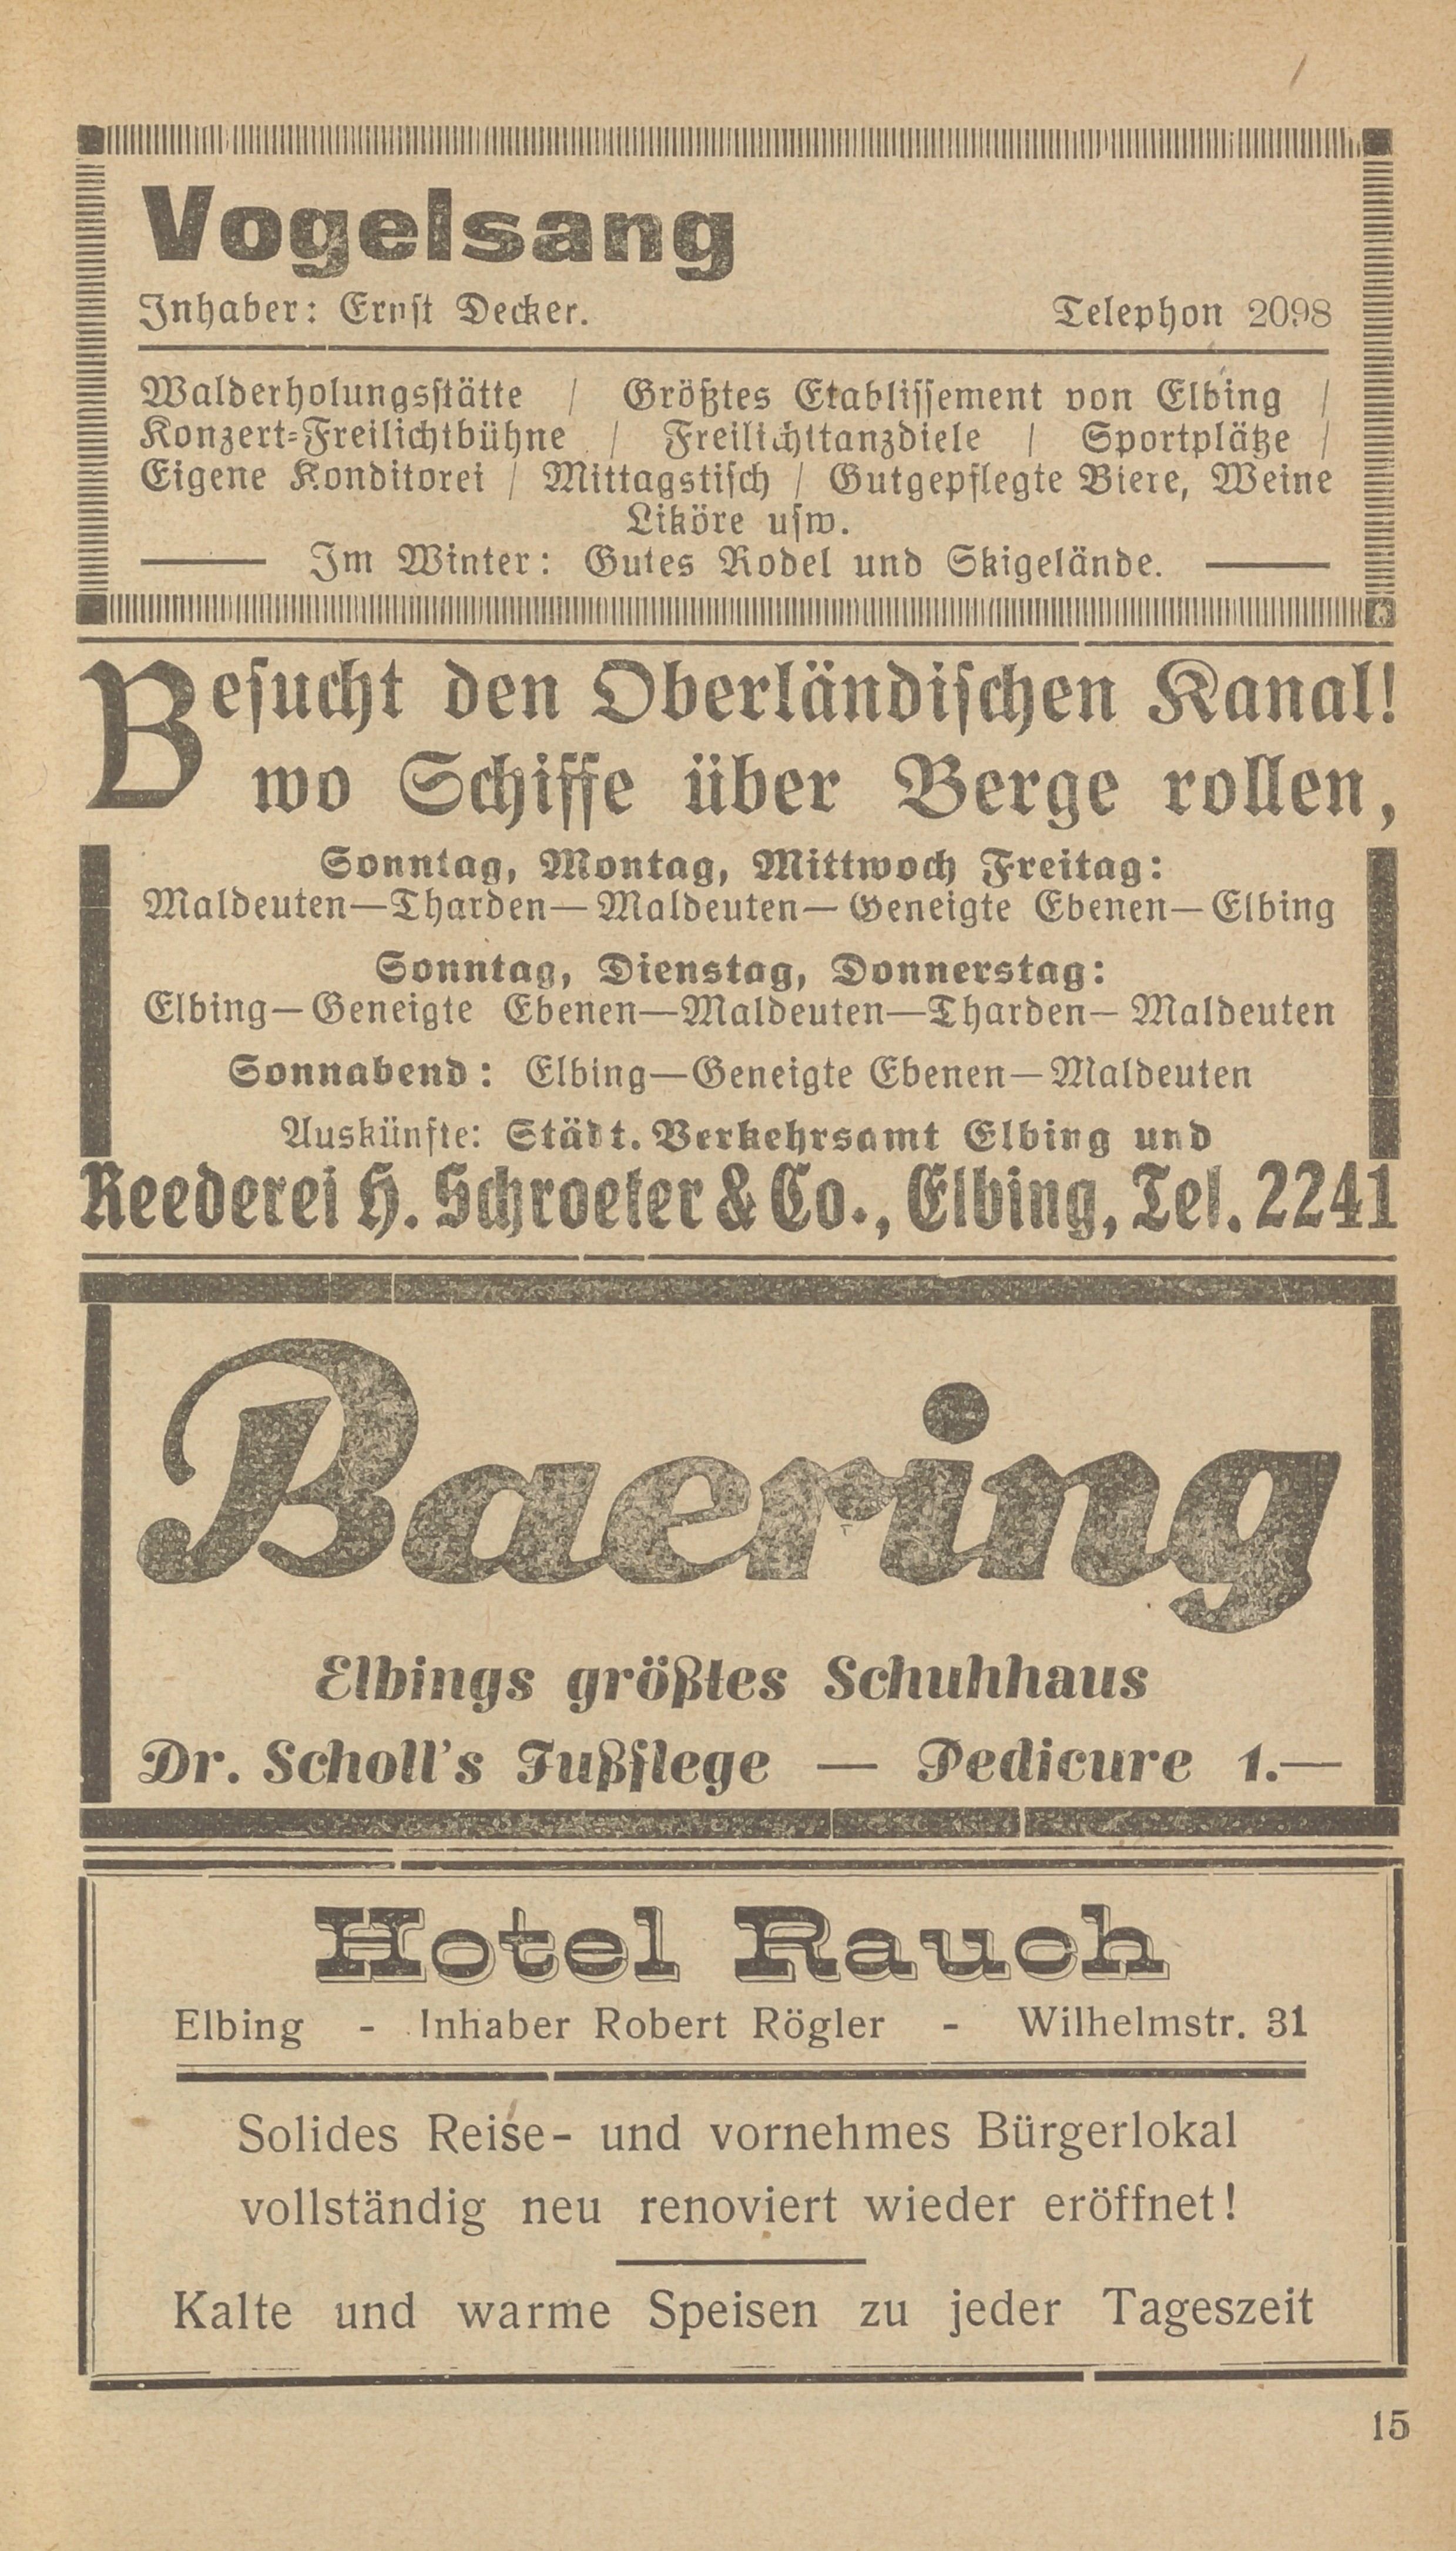 Vogelsang
Inhaber: Ernst Decker. Telephon 2098
Walderholungsstätte / Größtes Etablissement von Elbing /
Konzert-Freilichtbühne / Freilichttanzdiele / Sportplätze /
Eigene Konditorei / Mittagstisch / Gutgepflegte Biere, Weine
Liköre usw.
Im Winter: Gutes Rodel und Skigelände.
Besucht den Oberländischen Kanal!
wo Schiffe über Berge rollen,
Sonntag, Montag, Mittwoch Freitag:
Maldeuten—Tharden—Maldeuten—Geneigte Ebenen—Elbing
Sonntag, Dienstag, Donnerstag:
Elbing—Geneigte Ebenen—Maldeuten—Tharden—Maldeuten
Sonnabend: Elbing—Geneigte Ebenen—Maldeuten
Auskünfte: Städt. Verkehrsamt Elbing und
Reederei H. Schroeter & Co., Elbing, Tel. 2241
Baering
Elbings größtes Schuhhaus
Dr. Scholl's Fußflege — Pedicure 1.—
Hotel Rauch
Elbing - Inhaber Robert Rögler - Wilhelmstr. 31
Solides Reise- und vornehmes Bürgerlokal
vollständig neu renoviert wieder eröffnet!
Kalte und warme Speisen zu jeder Tageszeit
15